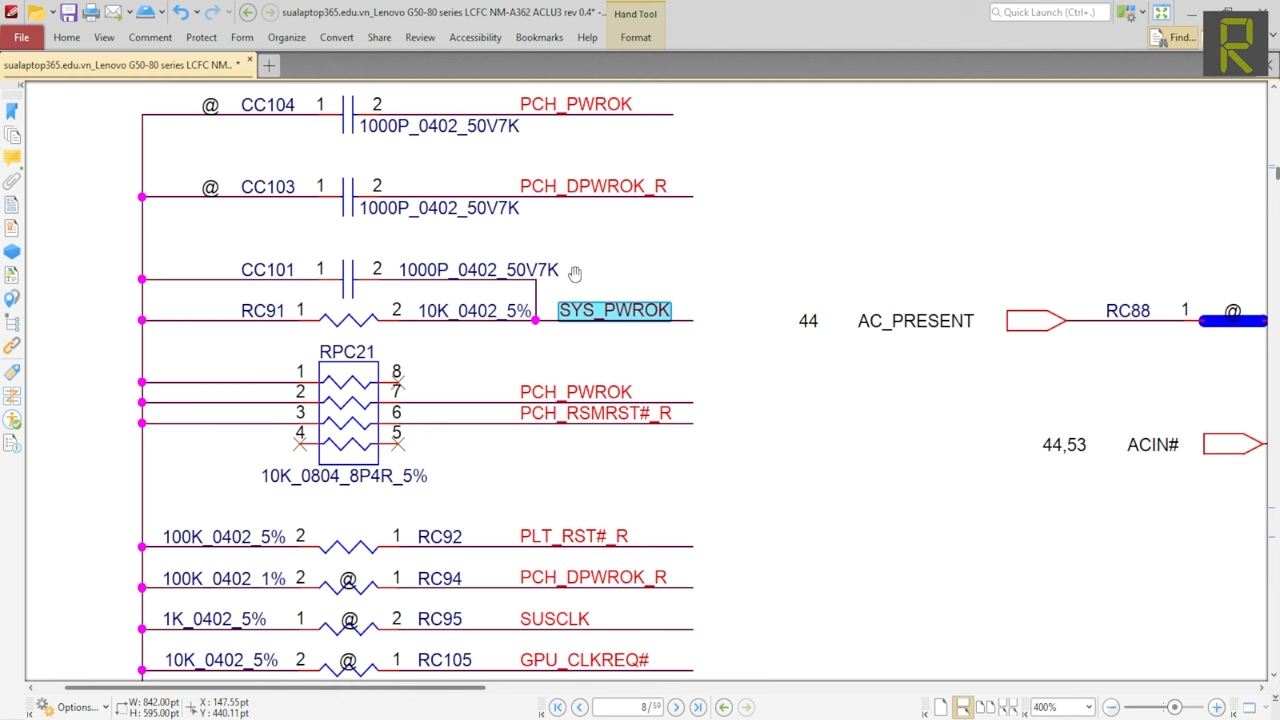 sualaptop365.edu.vn_Lenovo G50-80 series LCFC NM-A362 ACLU3 rev 0.4* -...
Hand Tool
Quick Launch (Ctrl+.)
R
File Home View Comment Protect Form Organize Convert Share Review Accessibility Bookmarks Help Format
Find...
sualaptop365.edu.vn_Lenovo G50-80 series LCFC NM... *
@ CC104 1 2 PCH_PWROK
1000P_0402_50V7K
@ CC103 1 2 PCH_DPWROK_R
1000P_0402_50V7K
CC101 1 2 1000P_0402_50V7K
RC91 1 2 10K_0402_5% SYS_PWROK
44 AC_PRESENT RC88 1 @
RPC21
1 8
2 7 PCH_PWROK
3 6 PCH_RSMRST#_R
4 5
44,53 ACIN#
10K_0804_8P4R_5%
100K_0402_5% 2 1 RC92 PLT_RST#_R
100K_0402_1% 2 @ 1 RC94 PCH_DPWROK_R
1K_0402_5% 1 @ 2 RC95 SUSCLK
10K_0402_5% 2 @ 1 RC105 GPU_CLKREQ#
Options...
W: 842.00pt
H: 595.00pt
X: 147.55pt
Y: 440.11pt
8/59
400%